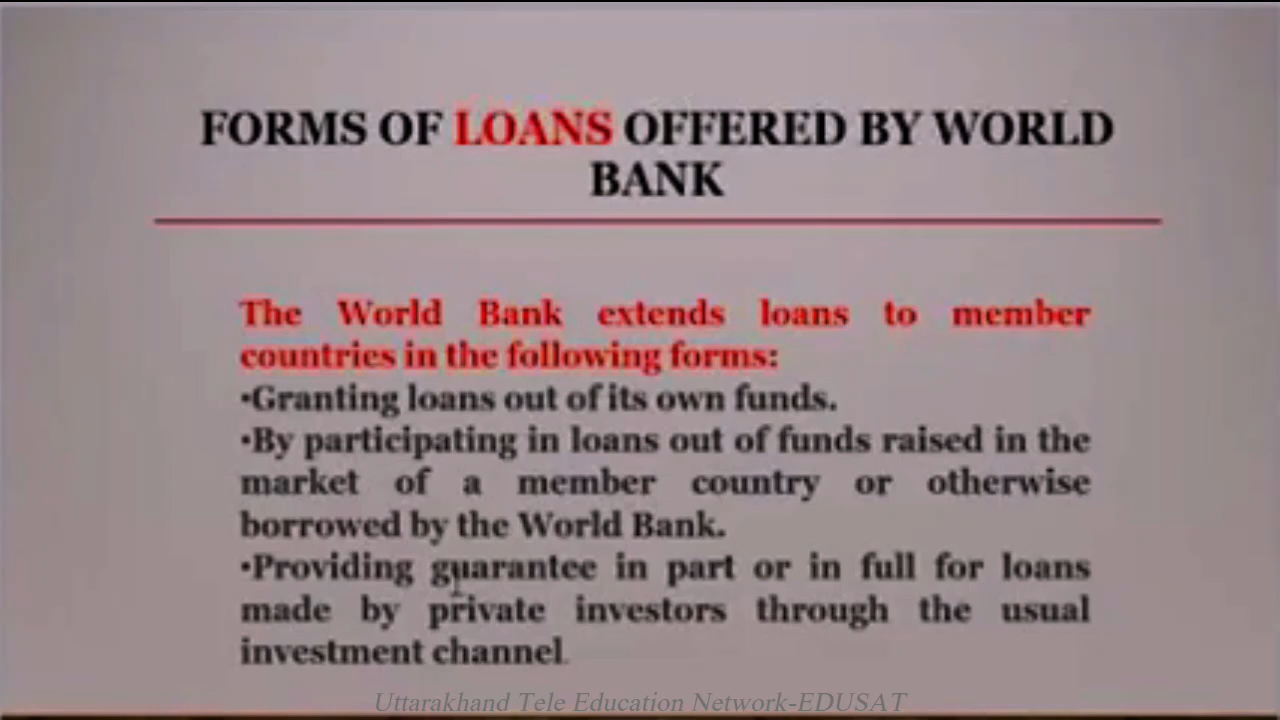 FORMS OF LOANS OFFERED BY WORLD
BANK
The World Bank extends loans to member
countries in the following forms:
•Granting loans out of its own funds.
•By participating in loans out of funds raised in the
market of a member country or otherwise
borrowed by the World Bank.
•Providing guarantee in part or in full for loans
made by private investors through the usual
investment channel.
Uttarakhand Tele Education Network-EDUSAT